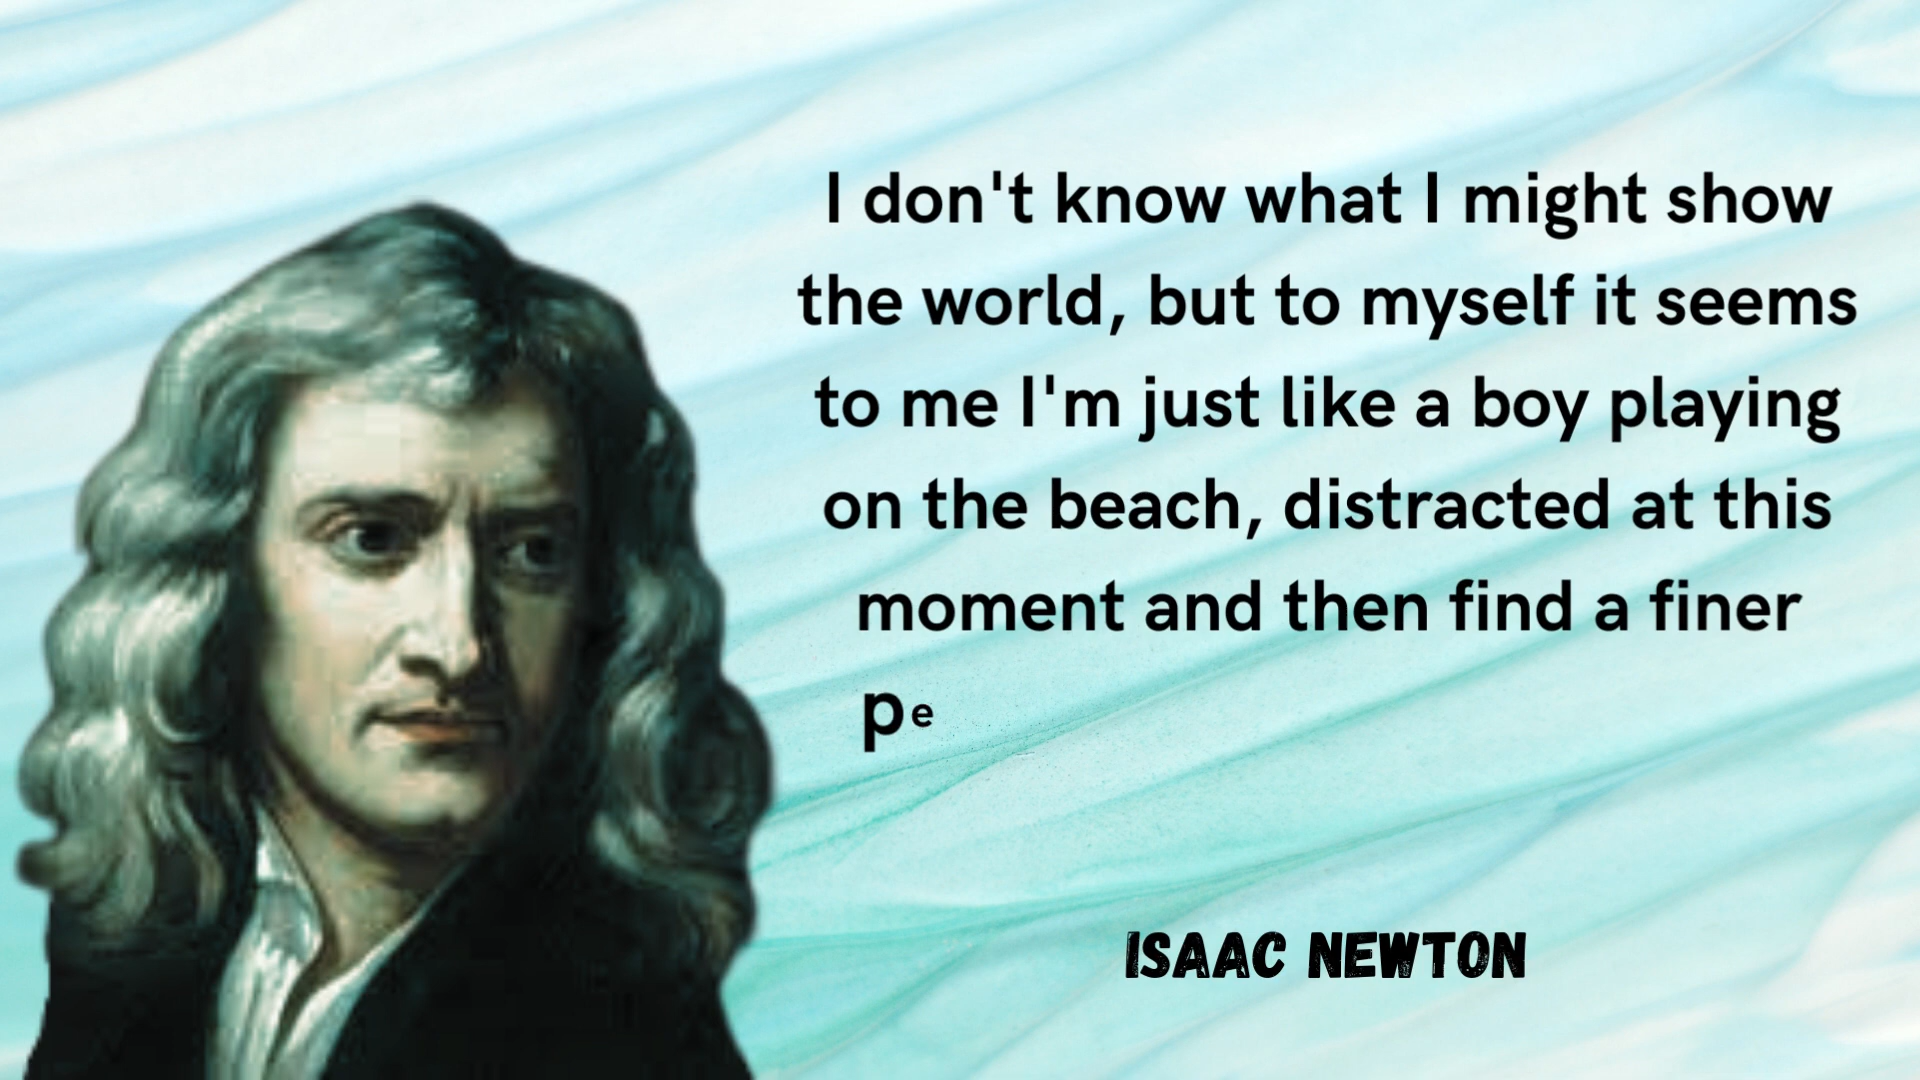 I don't know what I might show
the world, but to myself it seems
to me I'm just like a boy playing
on the beach, distracted at this
moment and then find a finer
pe
ISAAC NEWTON